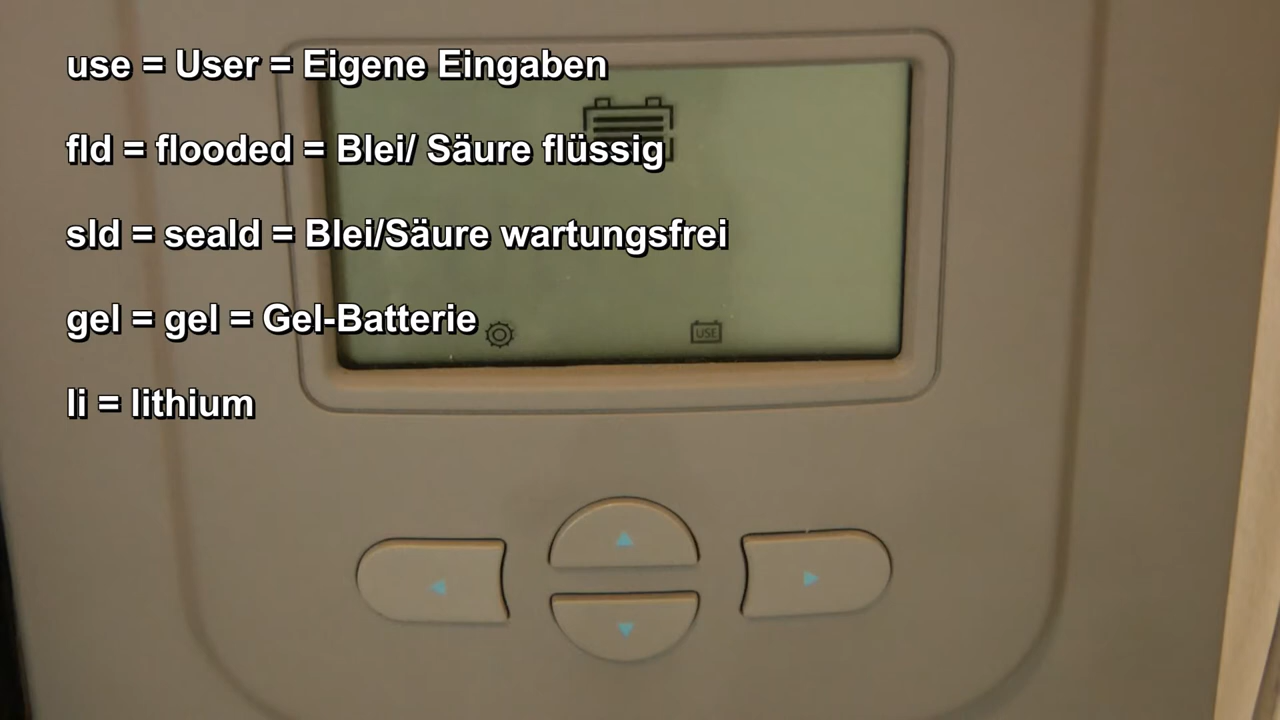 use = User = Eigene Eingaben
fld = flooded = Blei/ Säure flüssig
sld = seald = Blei/Säure wartungsfrei
gel = gel = Gel-Batterie
USE
li = lithium